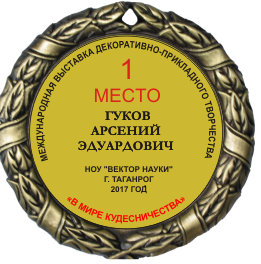 МЕЖДУНАРОДНАЯ ВЫСТАВКА ДЕКОРАТИВНО-ПРИКЛАДНОГО ТВОРЧЕСТВА
1
МЕСТО
ГУКОВ
АРСЕНИЙ
ЭДУАРДОВИЧ
НОУ "ВЕКТОР НАУКИ"
Г. ТАГАНРОГ
2017 ГОД
«В МИРЕ КУДЕСНИЧЕСТВА»